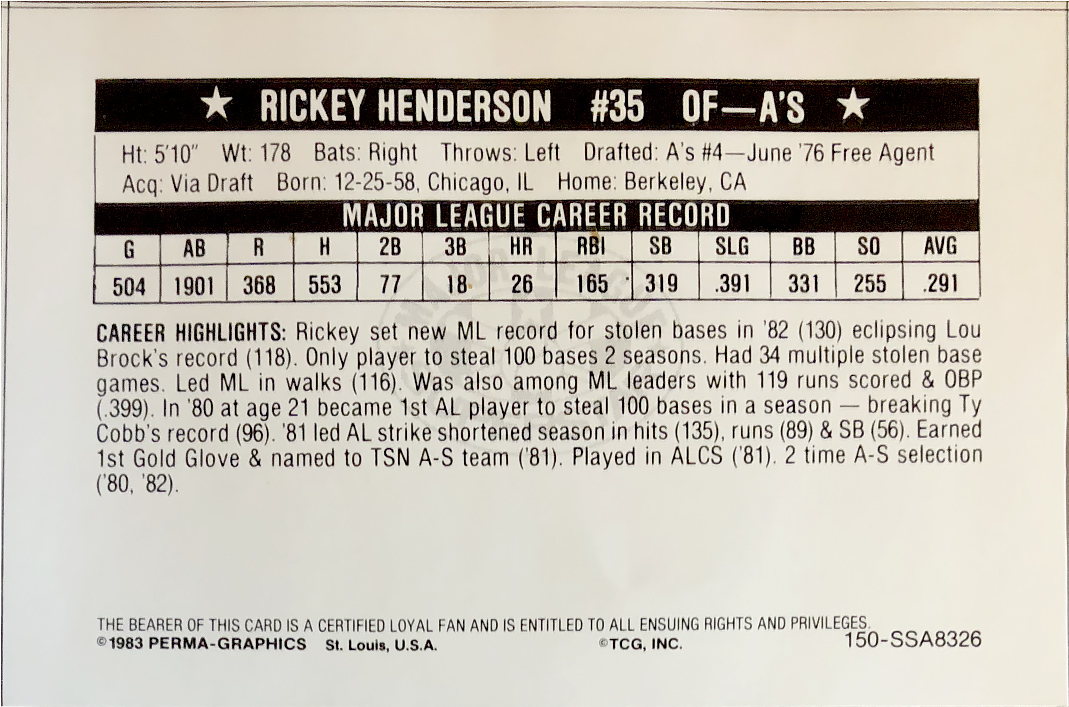 ★ RICKEY HENDERSON #35 OF—A'S ★
Ht: 5'10" Wt: 178 Bats: Right Throws: Left Drafted: A's #4—June '76 Free Agent
Acq: Via Draft Born: 12-25-58, Chicago, IL Home: Berkeley, CA
MAJOR LEAGUE CAREER RECORD
G AB R H 2B 3B HR RBI SB SLG BB SO AVG
504 1901 368 553 77 18 26 165 319 .391 331 255 .291
CAREER HIGHLIGHTS: Rickey set new ML record for stolen bases in '82 (130) eclipsing Lou
Brock's record (118). Only player to steal 100 bases 2 seasons. Had 34 multiple stolen base
games. Led ML in walks (116). Was also among ML leaders with 119 runs scored & OBP
(.399). In '80 at age 21 became 1st AL player to steal 100 bases in a season — breaking Ty
Cobb's record (96). '81 led AL strike shortened season in hits (135), runs (89) & SB (56). Earned
1st Gold Glove & named to TSN A-S team ('81). Played in ALCS ('81). 2 time A-S selection
('80, '82).
MAJOR LEAGUE
THE BEARER OF THIS CARD IS A CERTIFIED LOYAL FAN AND IS ENTITLED TO ALL ENSUING RIGHTS AND PRIVILEGES.
©1983 PERMA-GRAPHICS St. Louis, U.S.A. ©TCG, INC. 150-SSA8326